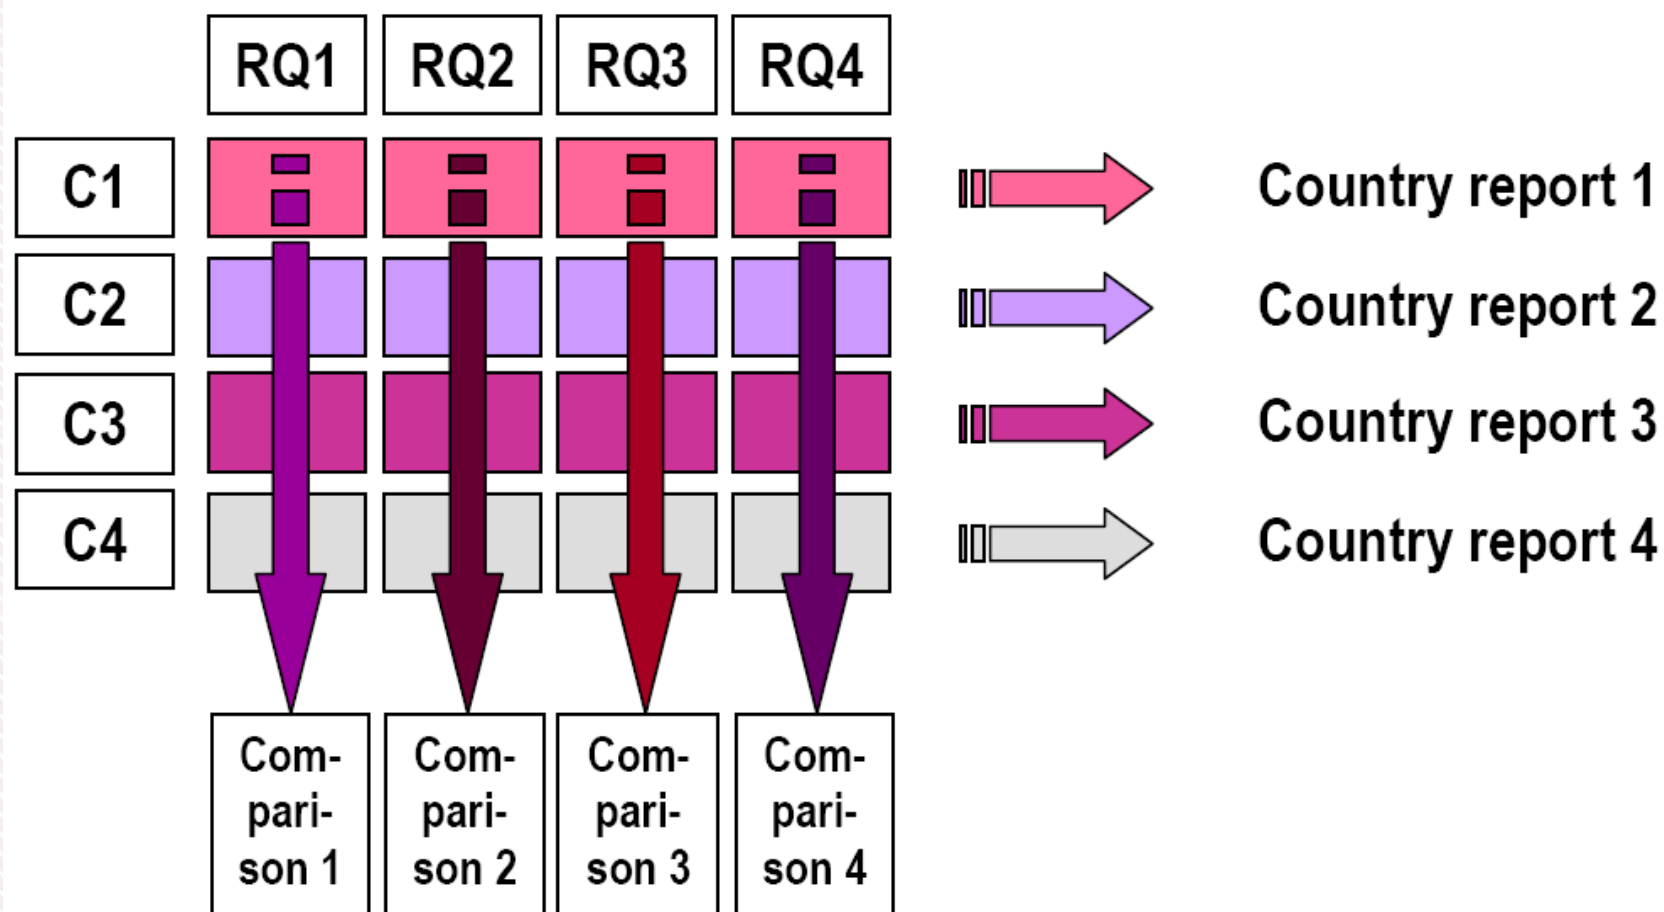 RQ1 RQ2 RQ3 RQ4
C1 Country report 1
C2 Country report 2
C3 Country report 3
C4 Country report 4
Com- Com- Com- Com-
pari- pari- pari- pari-
son 1 son 2 son 3 son 4